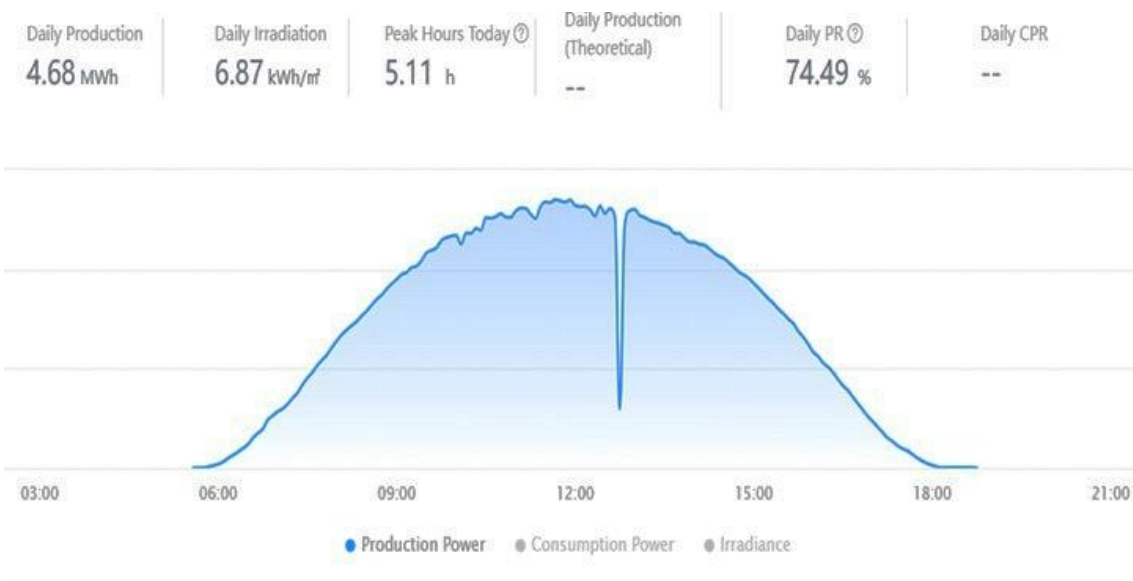 Daily Production
4.68 MWh
Daily Irradiation
6.87 kWh/㎡
Peak Hours Today ?
5.11 h
Daily Production
(Theoretical)
--
Daily PR ?
74.49 %
Daily CPR
--
03:00 06:00 09:00 12:00 15:00 18:00 21:00
Production Power Consumption Power Irradiance